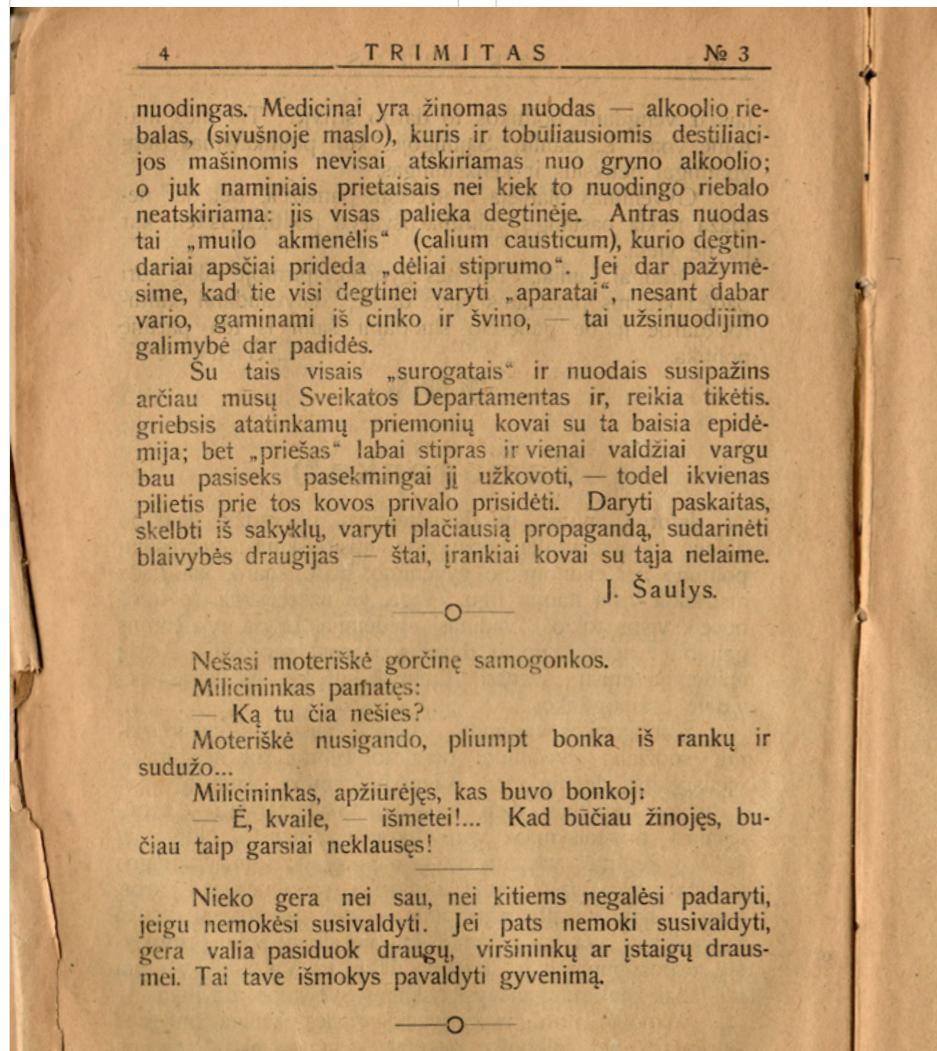 4 TRIMITAS № 3
nuodingas. Medicinai yra žinomas nuodas — alkoolio rie-
balas, (sivušnoje maslo), kuris ir tobuliausiomis destiliaci-
jos mašinomis nevisai atskiriamas nuo gryno alkoolio;
o juk naminiais prietaisais nei kiek to nuodingo riebalo
neatskiriama: jis visas palieka degtinėje. Antras nuodas
tai „muilo akmenėlis“ (calium causticum), kurio degtin-
dariai apsčiai prideda „dėliai stiprumo“. Jei dar pažymė-
sime, kad tie visi degtinei varyti „aparatai“, nesant dabar
vario, gaminami iš cinko ir švino, — tai užsinuodijimo
galimybė dar padidės.
Su tais visais „surogatais“ ir nuodais susipažins
arčiau musų Sveikatos Departamentas ir, reikia tikėtis.
griebsis atatinkamų priemonių kovai su ta baisia epidė-
mija; bet „priešas“ labai stipras ir vienai valdžiai vargu
bau pasiseks pasekmingai jį užkovoti, — todel ikvienas
pilietis prie tos kovos privalo prisidėti. Daryti paskaitas,
skelbti iš sakyklų, varyti plačiausią propagandą, sudarinėti
blaivybės draugijas — štai, įrankiai kovai su tąja nelaime.
J. Šaulys.
Nešasi moteriškė gorčinę samogonkos.
Milicininkas pamatęs:
— Ką tu čia nešies?
Moteriškė nusigando, pliumpt bonka iš rankų ir
sudužo...
Milicininkas, apžiurėjęs, kas buvo bonkoj:
— Ė, kvaile, — išmetei!... Kad būčiau žinojęs, bu-
čiau taip garsiai neklausęs!
Nieko gera nei sau, nei kitiems negalėsi padaryti,
jeigu nemokėsi susivaldyti. Jei pats nemoki susivaldyti,
gera valia pasiduok draugų, viršininkų ar įstaigų draus-
mei. Tai tave išmokys pavaldyti gyvenimą.